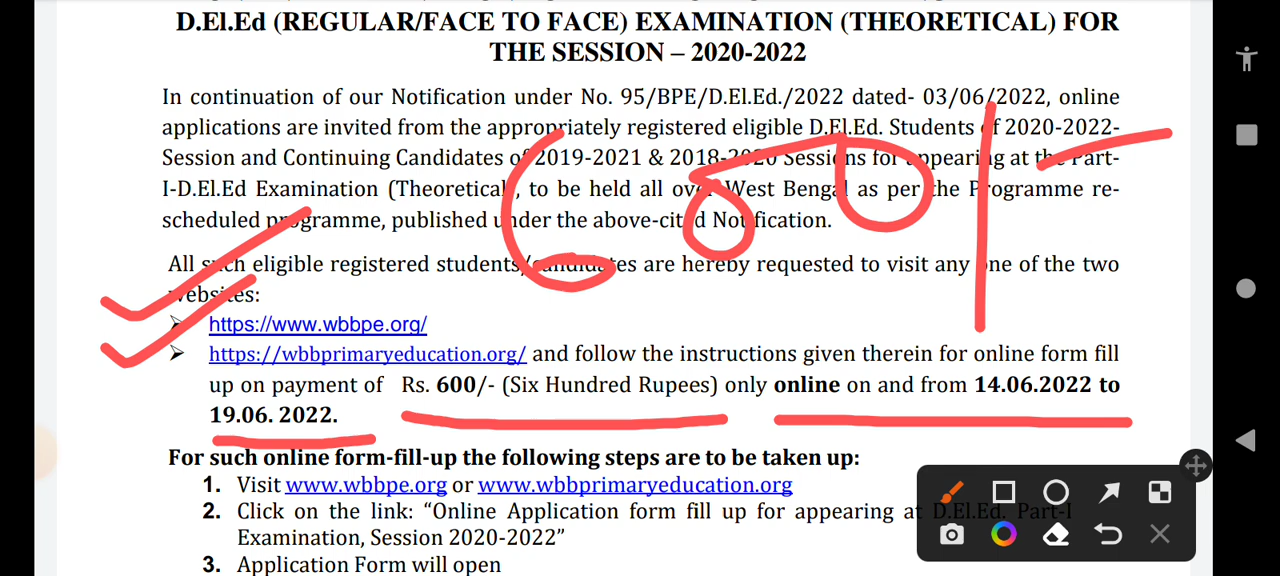 D.El.Ed (REGULAR/FACE TO FACE) EXAMINATION (THEORETICAL) FOR
THE SESSION – 2020-2022
In continuation of our Notification under No. 95/BPE/D.El.Ed./2022 dated- 03/06/2022, online
applications are invited from the appropriately registered eligible D.El.Ed. Students of 2020-2022-
Session and Continuing Candidates of 2019-2021 & 2018-2020 Sessions for appearing at the Part-
I-D.El.Ed Examination (Theoretical), to be held all over West Bengal as per the Programme re-
scheduled programme, published under the above-cited Notification.
600/-
All such eligible registered students/candidates are hereby requested to visit any one of the two
websites:
➤ https://www.wbbpe.org/
➤ https://wbbprimaryeducation.org/ and follow the instructions given therein for online form fill
up on payment of Rs. 600/- (Six Hundred Rupees) only online on and from 14.06.2022 to
19.06. 2022.
For such online form-fill-up the following steps are to be taken up:
1. Visit www.wbbpe.org or www.wbbprimaryeducation.org
2. Click on the link: “Online Application form fill up for appearing at D.El.Ed. Part-I
Examination, Session 2020-2022”
3. Application Form will open